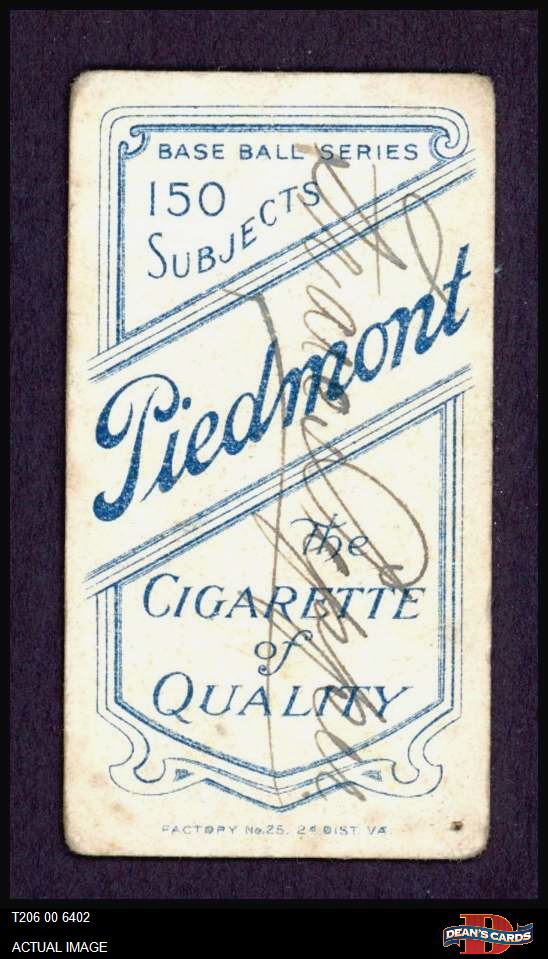 BASE BALL SERIES
150
SUBJECTS
Piedmont
The
CIGARETTE
of
QUALITY
FACTORY No. 25. 2d DIST. VA.
T206 00 6402
ACTUAL IMAGE
DEAN'S CARDS